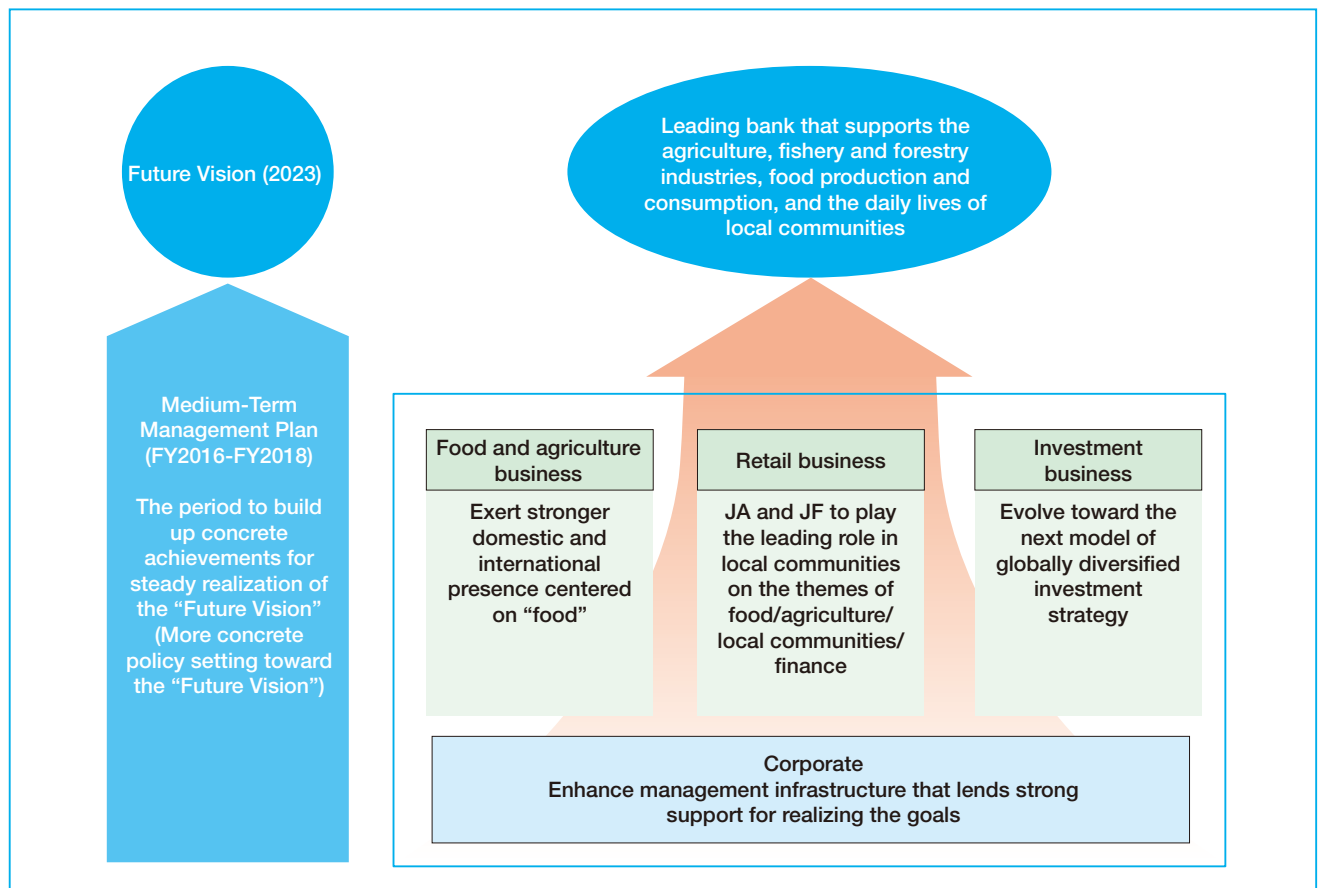 Future Vision (2023)
Leading bank that supports the
agriculture, fishery and forestry
industries, food production and
consumption, and the daily lives of
local communities
Medium-Term
Management Plan
(FY2016-FY2018)
The period to build
up concrete
achievements for
steady realization of
the “Future Vision”
(More concrete
policy setting toward
the “Future Vision”)
Food and agriculture
business
Exert stronger
domestic and
international
presence centered
on “food”
Retail business
JA and JF to play
the leading role in
local communities
on the themes of
food/agriculture/
local communities/
finance
Investment
business
Evolve toward the
next model of
globally diversified
investment
strategy
Corporate
Enhance management infrastructure that lends strong
support for realizing the goals